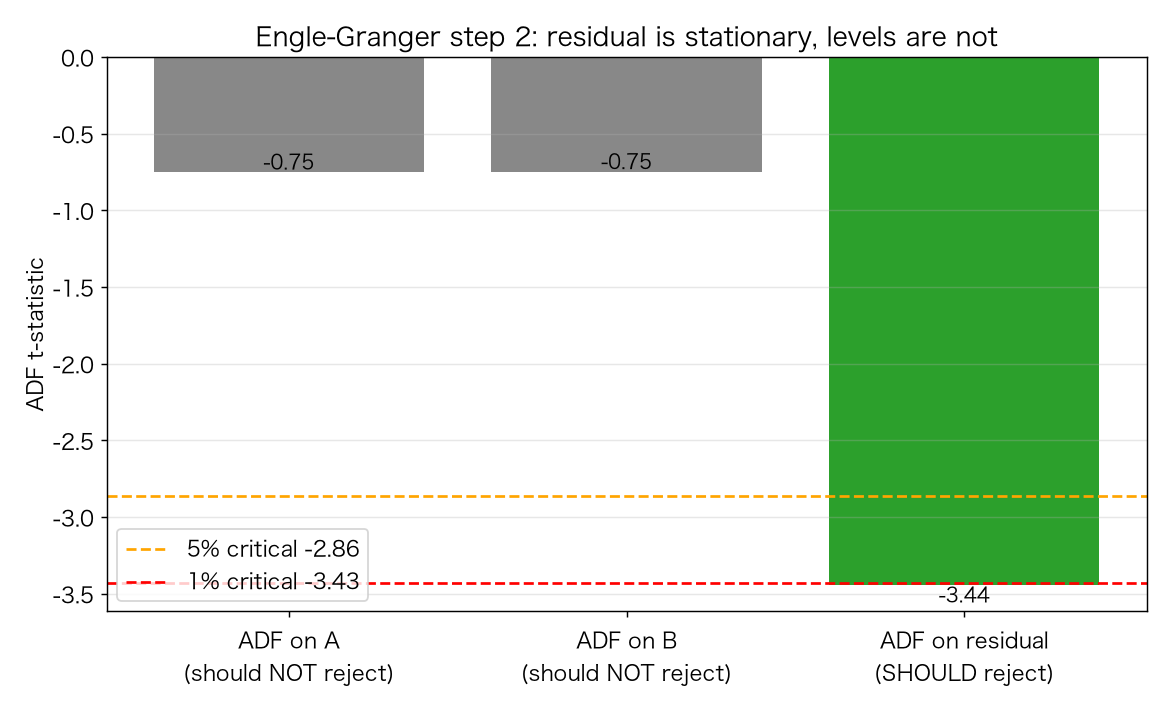 Engle-Granger step 2: residual is stationary, levels are not
ADF t-statistic
0.0
-0.5
-1.0
-1.5
-2.0
-2.5
-3.0
-3.5
-0.75
-0.75
-3.44
5% critical -2.86
1% critical -3.43
ADF on A
(should NOT reject)
ADF on B
(should NOT reject)
ADF on residual
(SHOULD reject)